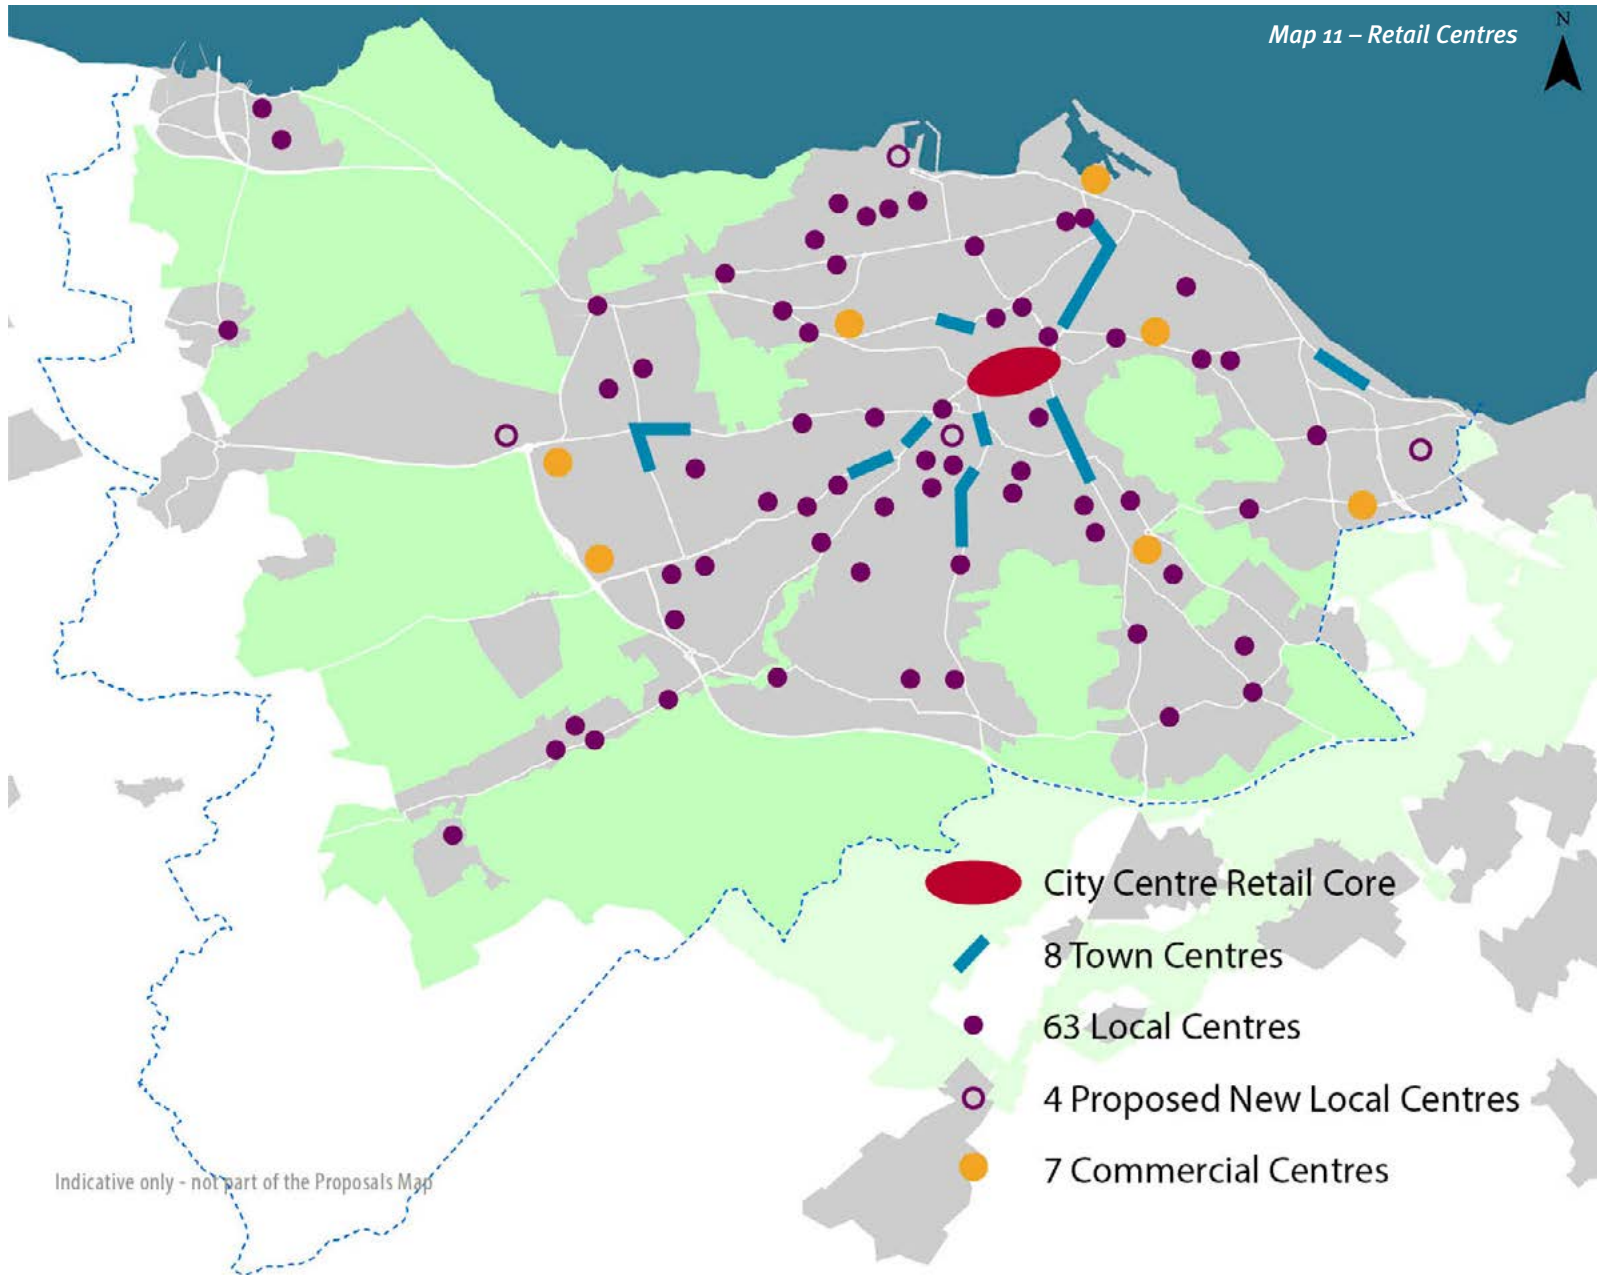 Map 11 – Retail Centres
N
City Centre Retail Core
8 Town Centres
63 Local Centres
4 Proposed New Local Centres
7 Commercial Centres
Indicative only - not part of the Proposals Map